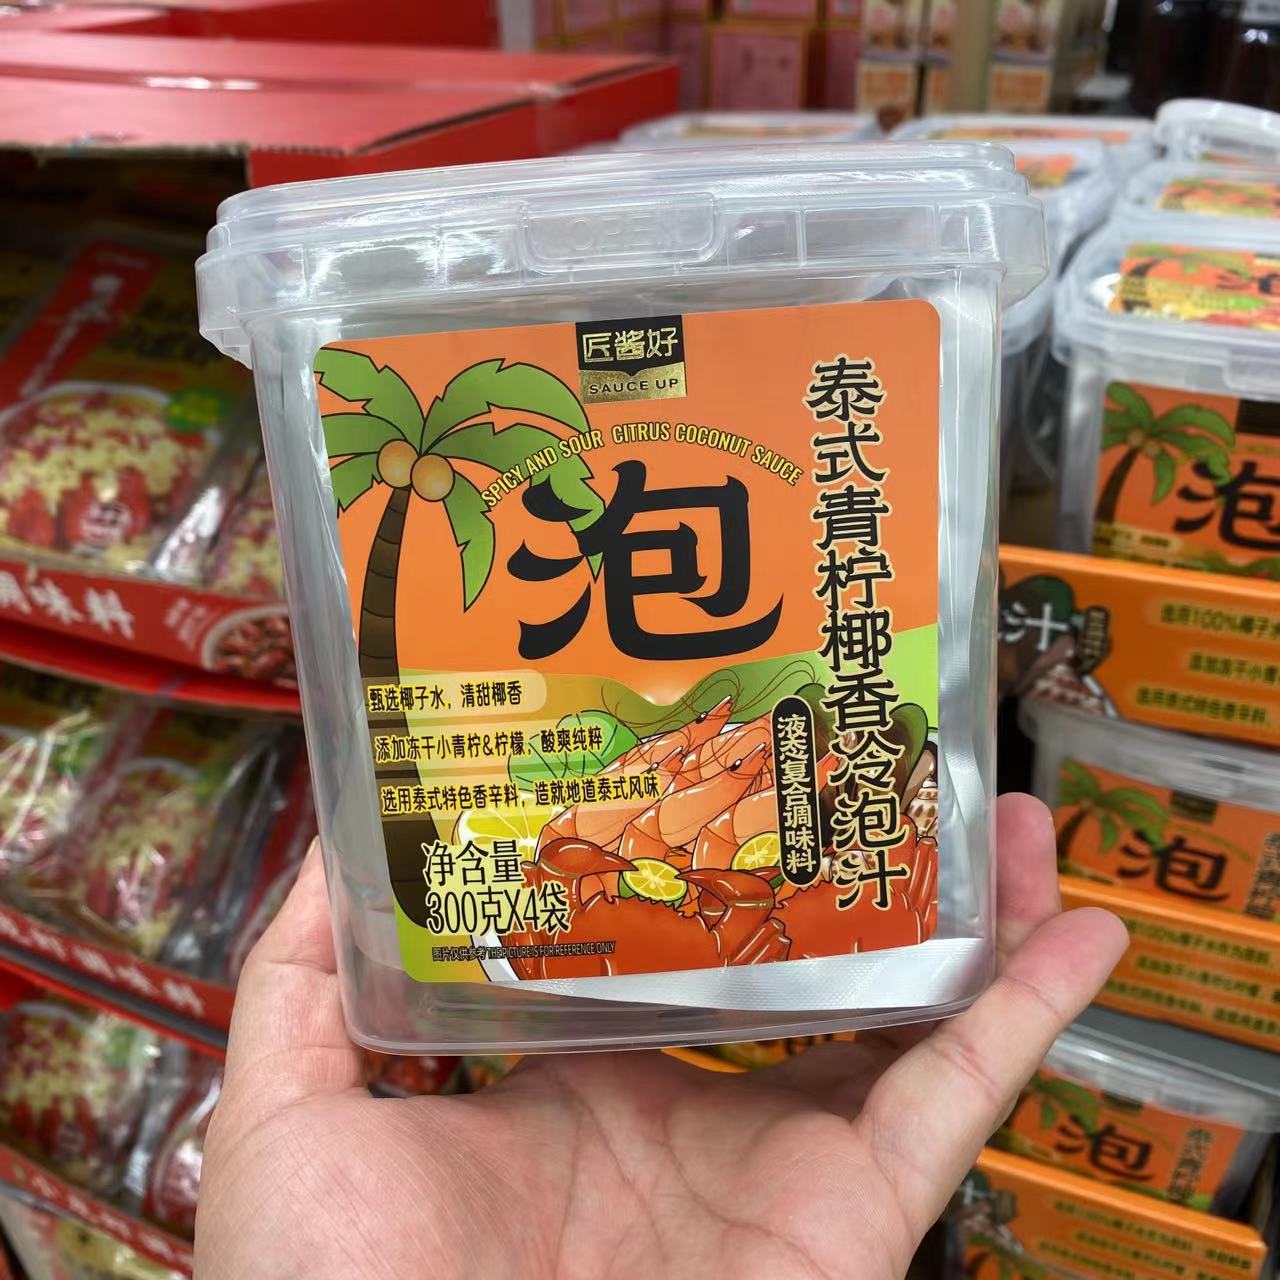 OPEN
匠酱好
SAUCE UP
SPICY AND SOUR CITRUS COCONUT SAUCE
泡
泰式青柠椰香冷泡汁
液态复合调味料
甄选椰子水，清甜椰香
添加冻干小青柠&柠檬、酸爽纯粹
选用泰式特色香辛料，造就地道泰式风味
净含量
300克X4袋
图片仅供参考 THE PICTURE IS FOR REFERENCE ONLY
调味料
泡
汁
选用100%椰子水
添加冻干小青
选用泰式特色香辛料,
泡
泡
泰式青柠